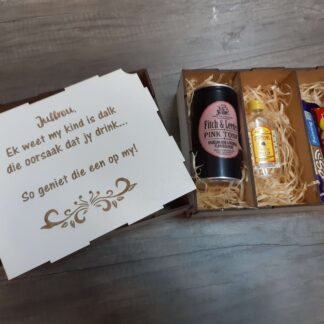 Juffrou,
Ek weet my kind is dalk
die oorsaak dat jy drink...
So geniet die een op my!
Fitch & Leedes
PINK TONIC